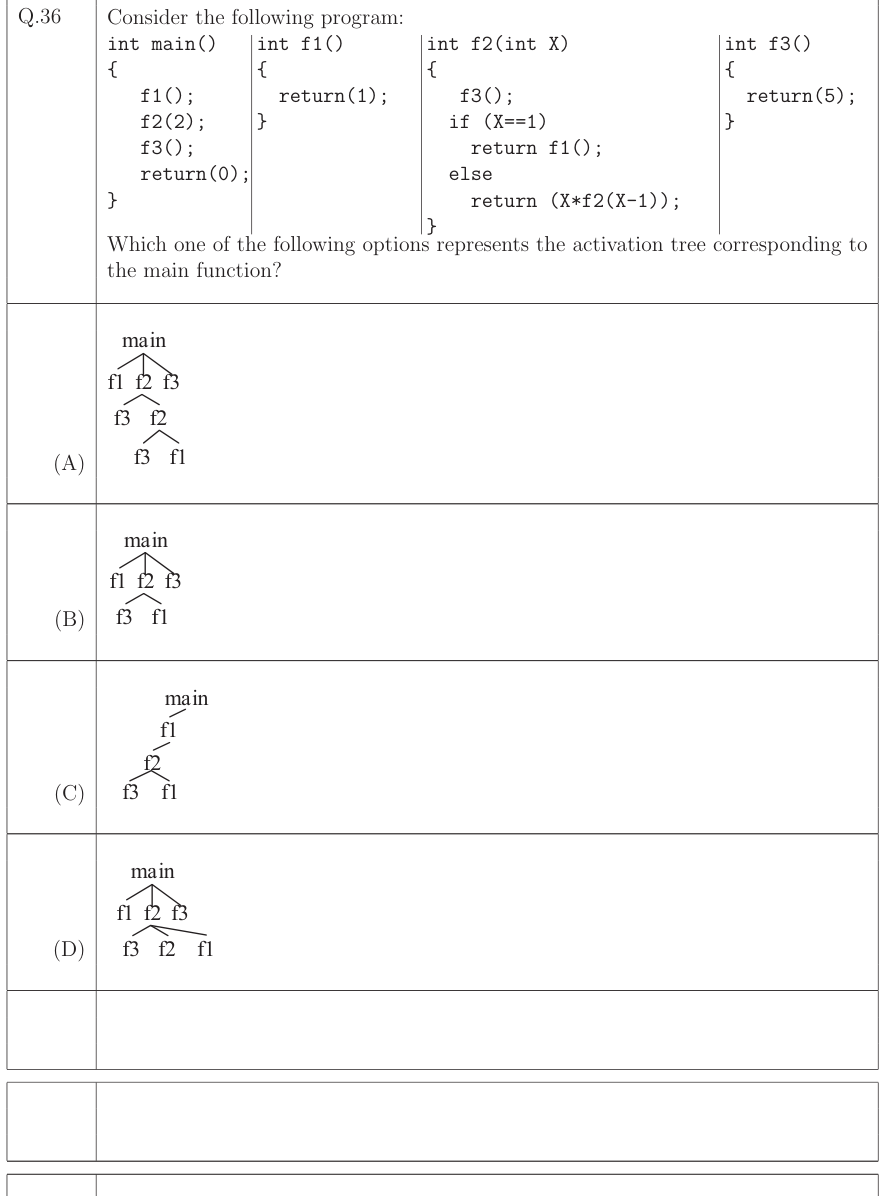 Q.36 Consider the following program:
int main() int f1() int f2(int X) int f3()
{ { { {
f1(); return(1); f3(); return(5);
f2(2); } if (X==1) }
f3(); return f1();
return(0); else
} return (X*f2(X-1));
}
Which one of the following options represents the activation tree corresponding to
the main function?
main
f1 f2 f3
f3 f2
(A) f3 f1
main
f1 f2 f3
(B) f3 f1
main
f1
f2
(C) f3 f1
main
f1 f2 f3
(D) f3 f2 f1